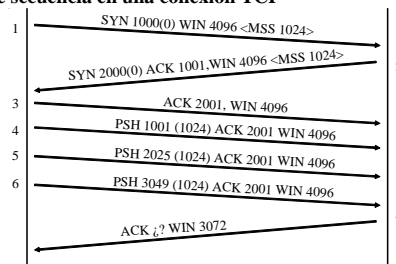 e secuencia en una conexión TCP
1
SYN 1000(0) WIN 4096 <MSS 1024>
SYN 2000(0) ACK 1001,WIN 4096 <MSS 1024>
3
ACK 2001, WIN 4096
4
PSH 1001 (1024) ACK 2001 WIN 4096
5
PSH 2025 (1024) ACK 2001 WIN 4096
6
PSH 3049 (1024) ACK 2001 WIN 4096
ACK ¿? WIN 3072